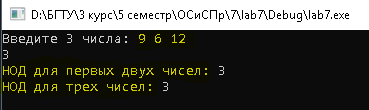 D:\БГТУ\3 курс\5 семестр\ОСиСПр\7\lab7\Debug\lab7.exe
Введите 3 числа: 9 6 12
3
НОД для первых двух чисел: 3
НОД для трех чисел: 3